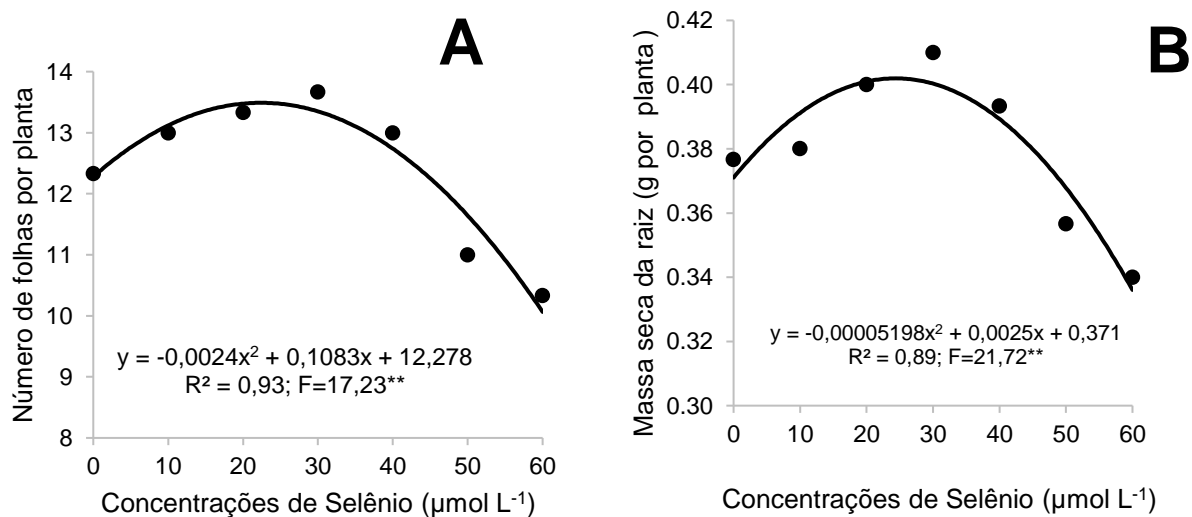 A
Número de folhas por planta
14
13
12
11
10
9
8
y = -0,0024x² + 0,1083x + 12,278
R² = 0,93; F=17,23**
0 10 20 30 40 50 60
Concentrações de Selênio (µmol L⁻¹)
B
Massa seca da raiz (g por planta )
0.42
0.40
0.38
0.36
0.34
0.32
0.30
y = -0,00005198x² + 0,0025x + 0,371
R² = 0,89; F=21,72**
0 10 20 30 40 50 60
Concentrações de Selênio (µmol L⁻¹)